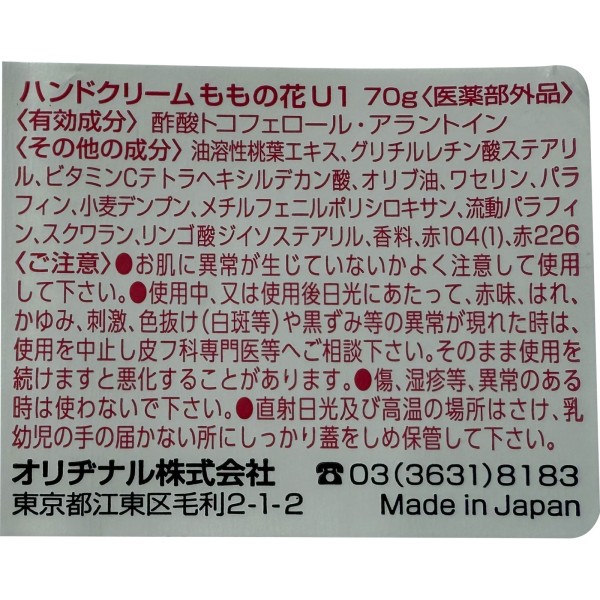 ハンドクリームももの花U1 70g〈医薬部外品〉
〈有効成分〉 酢酸トコフェロール・アラントイン
〈その他の成分〉油溶性桃葉エキス、グリチルレチン酸ステアリ
ル、ビタミンCテトラヘキシルデカン酸、オリブ油、ワセリン、パラ
フィン、小麦デンプン、メチルフェニルポリシロキサン、流動パラフィ
ン、スクワラン、リンゴ酸ジイソステアリル、香料、赤104(1)、赤226
〈ご注意〉●お肌に異常が生じていないかよく注意して使用
して下さい。●使用中、又は使用後日光にあたって、赤味、はれ、
かゆみ、刺激、色抜け(白斑等)や黒ずみ等の異常が現れた時は、
使用を中止し皮フ科専門医等へご相談下さい。そのまま使用を
続けますと悪化することがあります。●傷、湿疹等、異常のある
時は使わないで下さい。●直射日光及び高温の場所はさけ、乳
幼児の手の届かない所にしっかり蓋をしめ保管して下さい。
オリヂナル株式会社 ☎03(3631)8183
東京都江東区毛利2-1-2 Made in Japan